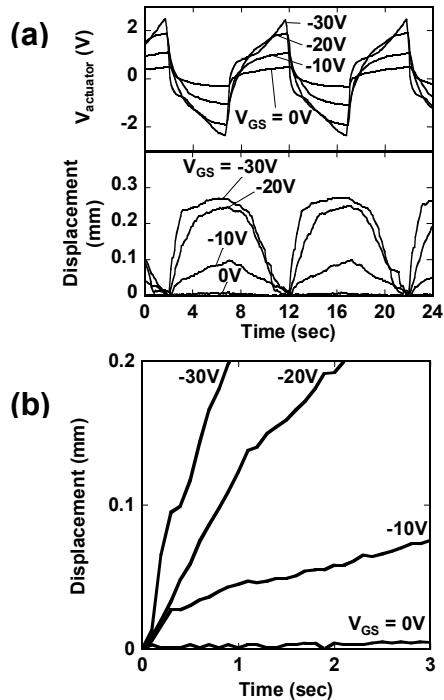 (a)
V_actuator (V)
2
0
-2
-30V
-20V
-10V
V_GS = 0V
Displacement
(mm)
0.3
0.2
0.1
0
V_GS = -30V
-20V
-10V
0V
0 4 8 12 16 20 24
Time (sec)
(b)
Displacement (mm)
0.2
0.1
0
-30V
-20V
-10V
V_GS = 0V
0 1 2 3
Time (sec)